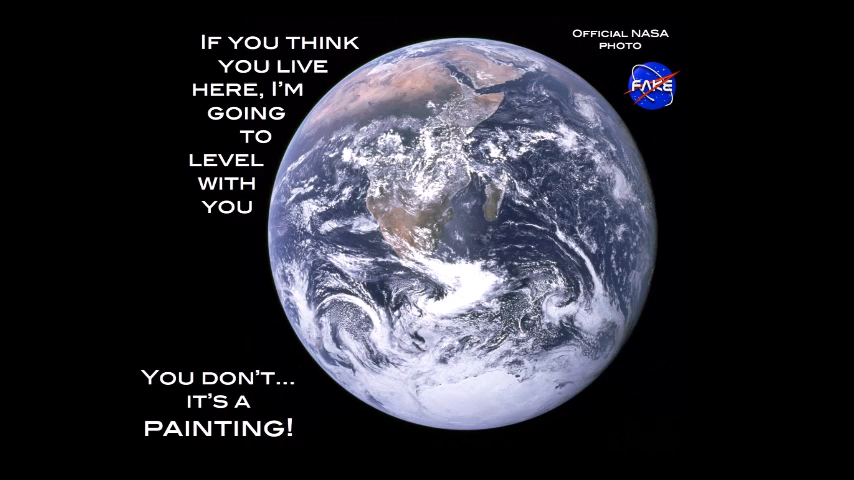 If you think
you live
here, I'm
going
to
level
with
you
Official NASA
photo
FAKE
You don't...
it's a
painting!